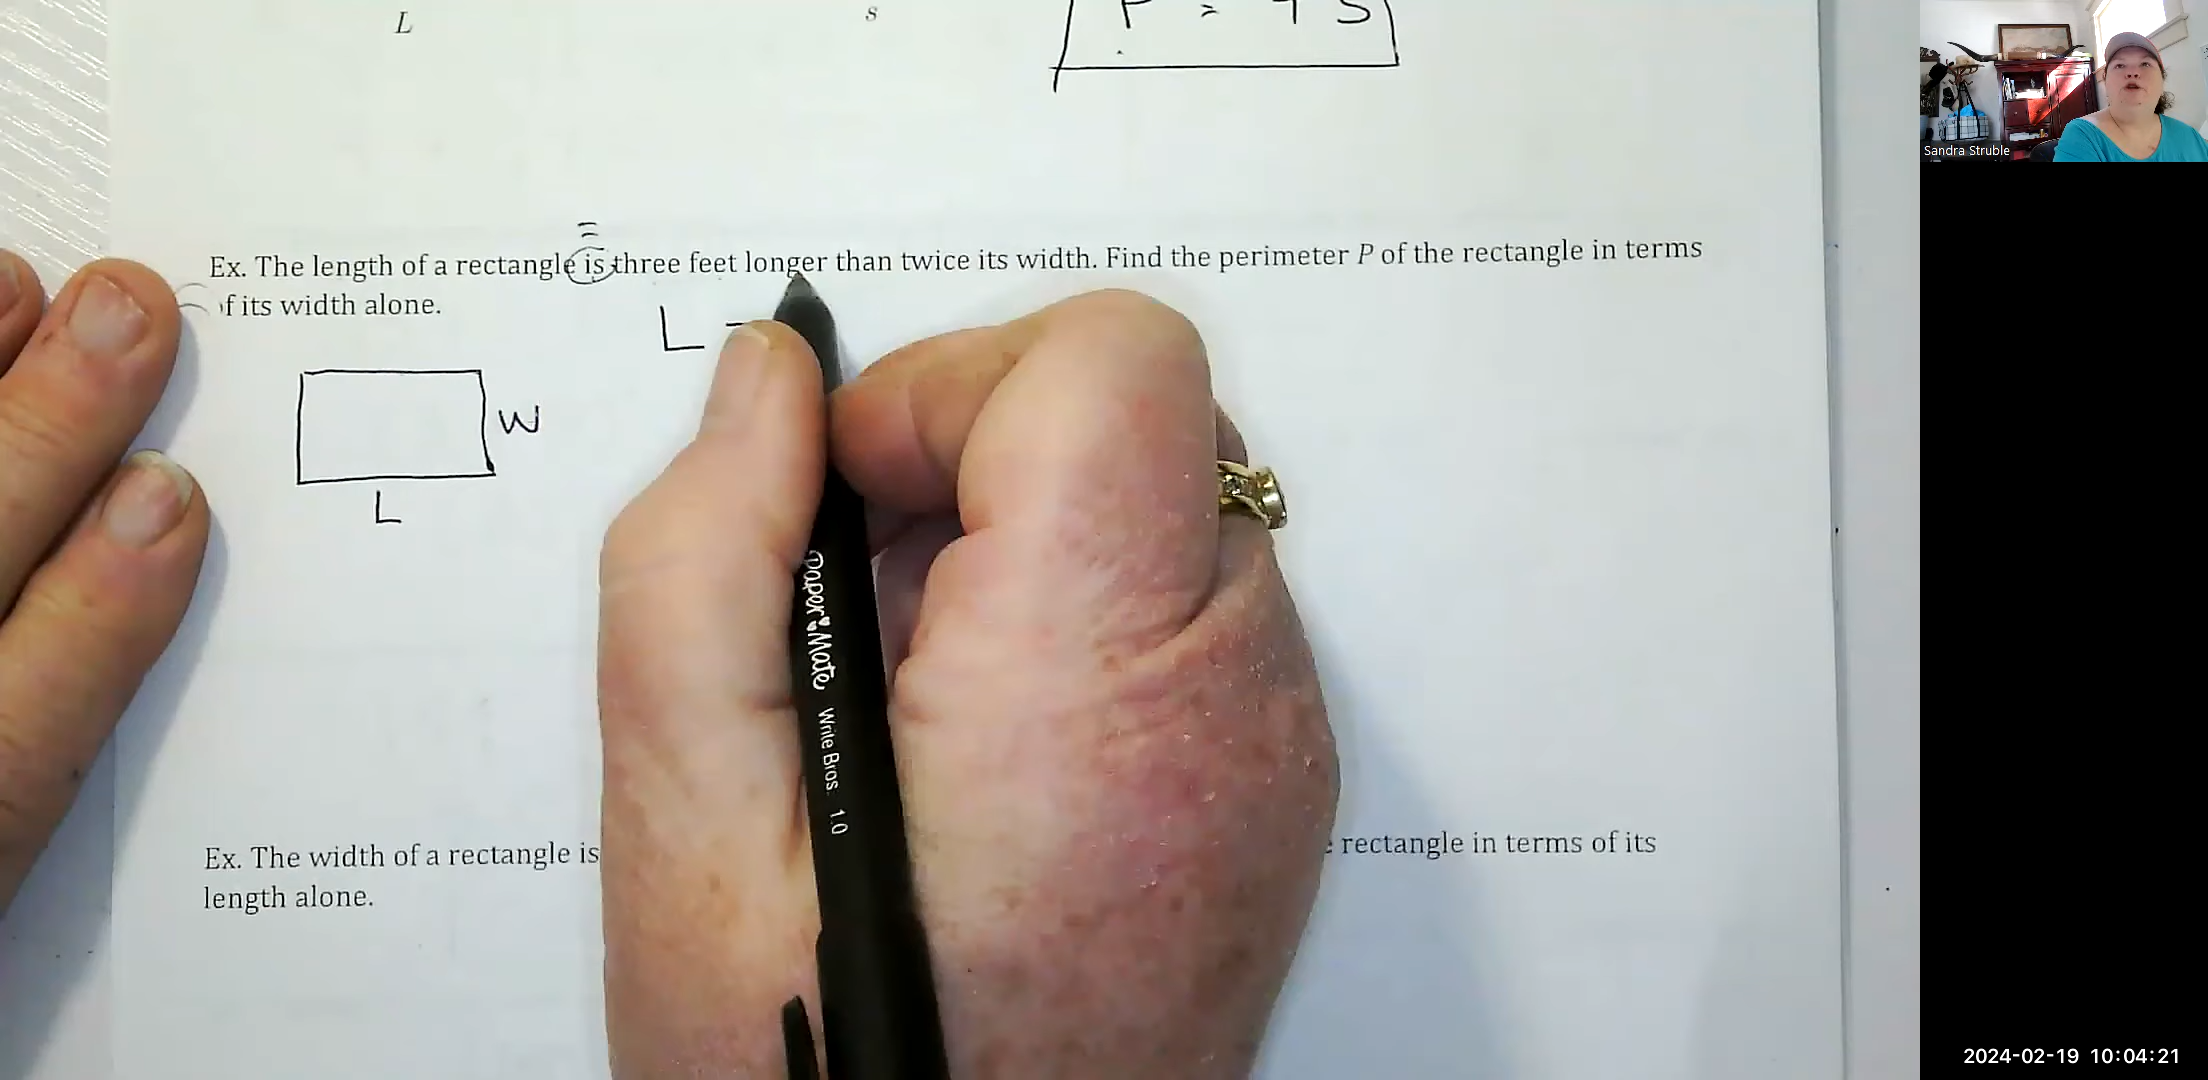 L
s
P = 4 s
=
Ex. The length of a rectangle is three feet longer than twice its width. Find the perimeter P of the rectangle in terms
f its width alone.
L
W
L
Paper Mate Write Bros. 1.0
Ex. The width of a rectangle is rectangle in terms of its
length alone.
Sandra Struble
2024-02-19 10:04:21